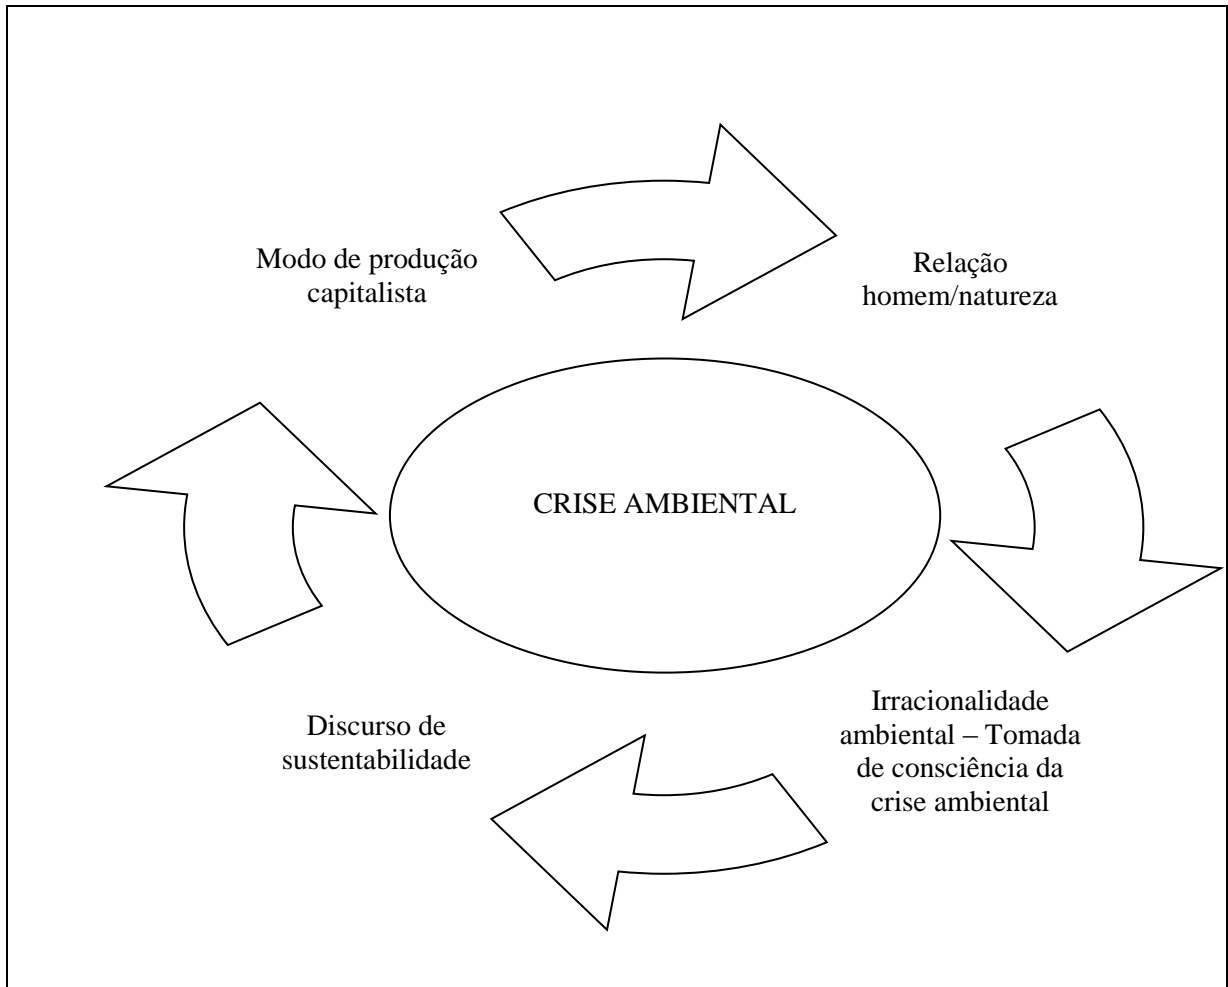 Modo de produção
capitalista
Relação
homem/natureza
CRISE AMBIENTAL
Irracionalidade
ambiental – Tomada
de consciência da
crise ambiental
Discurso de
sustentabilidade